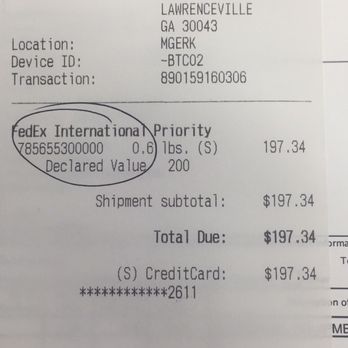 LAWRENCEVILLE
GA 30043
Location: MGERK
Device ID: ~BTC02
Transaction: 890159160306
FedEx International Priority
785655300000 0.6 lbs. (S) 197.34
Declared Value 200
Shipment subtotal: $197.34
Total Due: $197.34
(S) CreditCard: $197.34
************2611